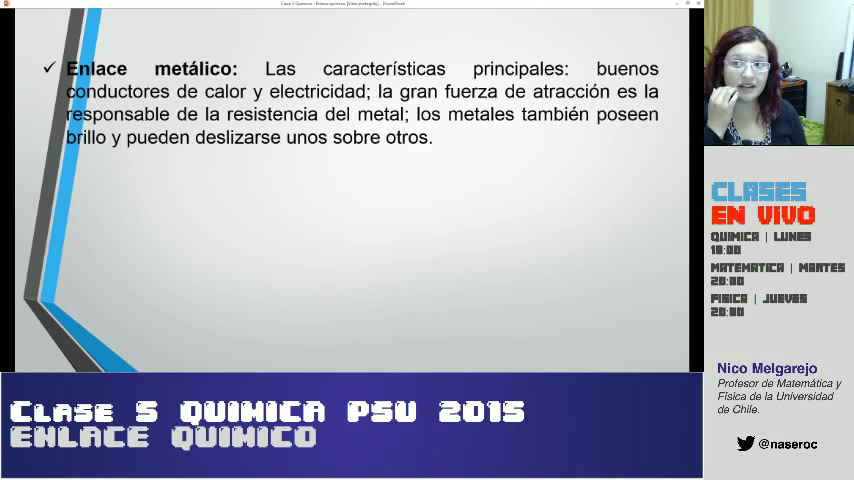 Clase 5 Quimica - Enlace quimico [Vista protegida] - PowerPoint
✓ Enlace metálico: Las características principales: buenos
conductores de calor y electricidad; la gran fuerza de atracción es la
responsable de la resistencia del metal; los metales también poseen
brillo y pueden deslizarse unos sobre otros.
CLASES
EN VIVO
QUIMICA | LUNES
18:00
MATEMATICA | MARTES
20:00
FISICA | JUEVES
20:00
Nico Melgarejo
Profesor de Matemática y
Física de la Universidad
de Chile.
@naseroc
Clase 5 QUIMICA PSU 2015
ENLACE QUIMICO